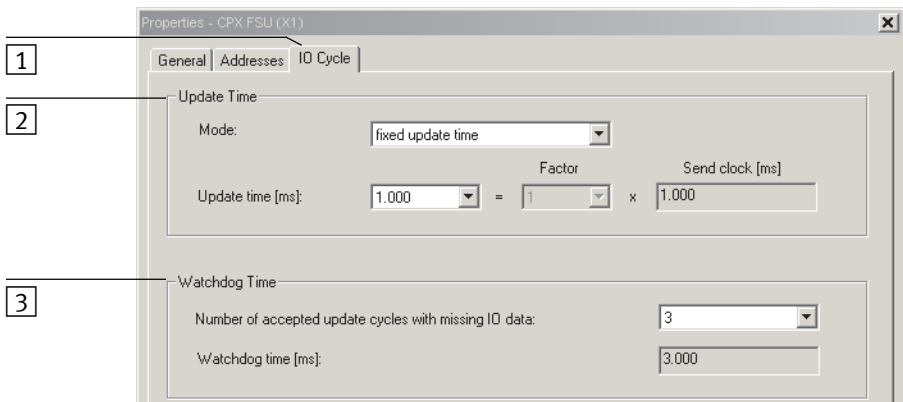 Properties - CPX FSU (X1)
1
General Addresses IO Cycle
2
Update Time
Mode: fixed update time
Factor Send clock [ms]
Update time [ms]: 1.000 = 1 x 1.000
3
Watchdog Time
Number of accepted update cycles with missing IO data: 3
Watchdog time [ms]: 3.000